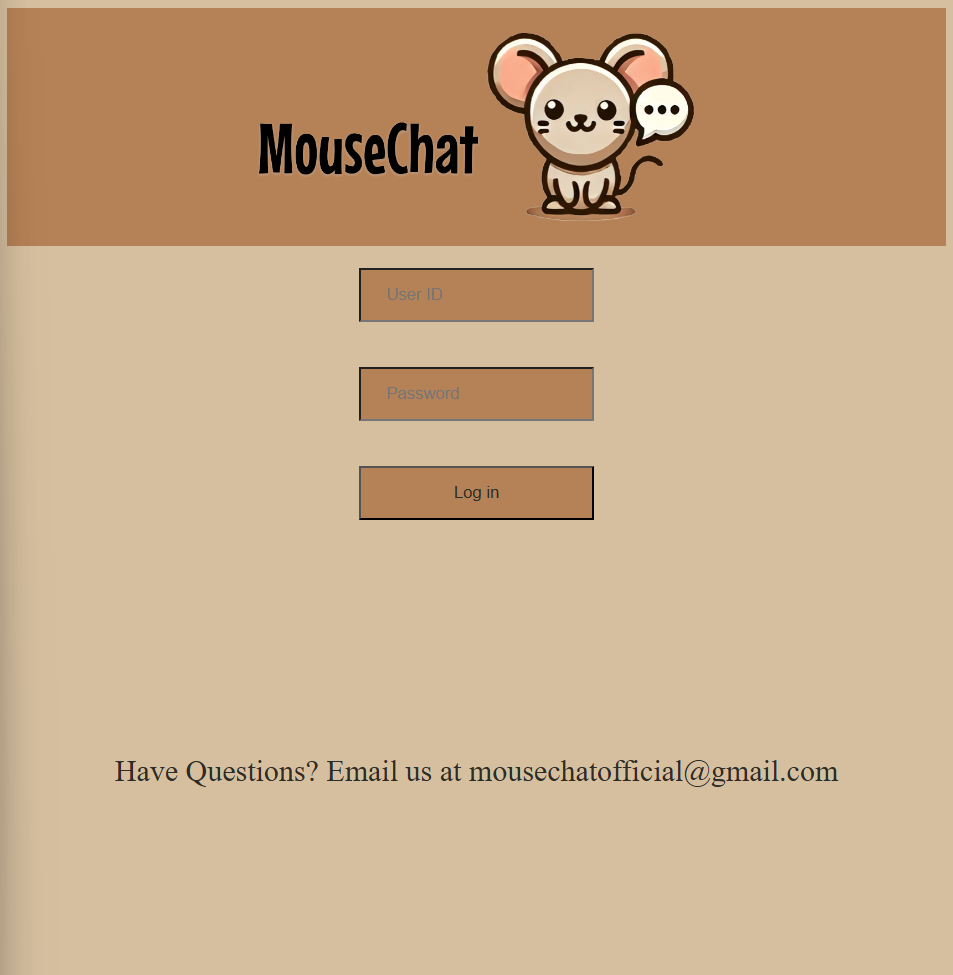 MouseChat
User ID
Password
Log in
Have Questions? Email us at mousechatofficial@gmail.com